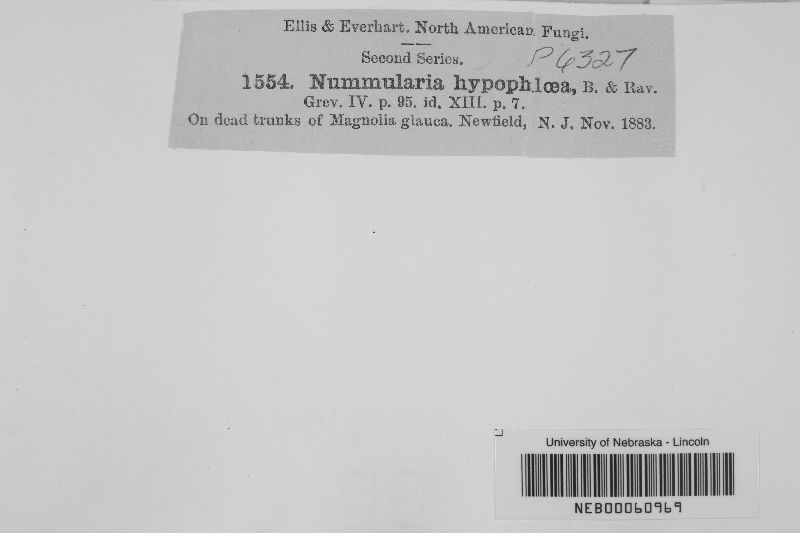 Ellis & Everhart. North American Fungi.
Second Series.
P6327
1554. Nummularia hypophlœa, B. & Rav.
Grev. IV. p. 95. id. XIII. p. 7.
On dead trunks of Magnolia glauca. Newfield, N. J. Nov. 1883.
University of Nebraska - Lincoln
NEB00060969